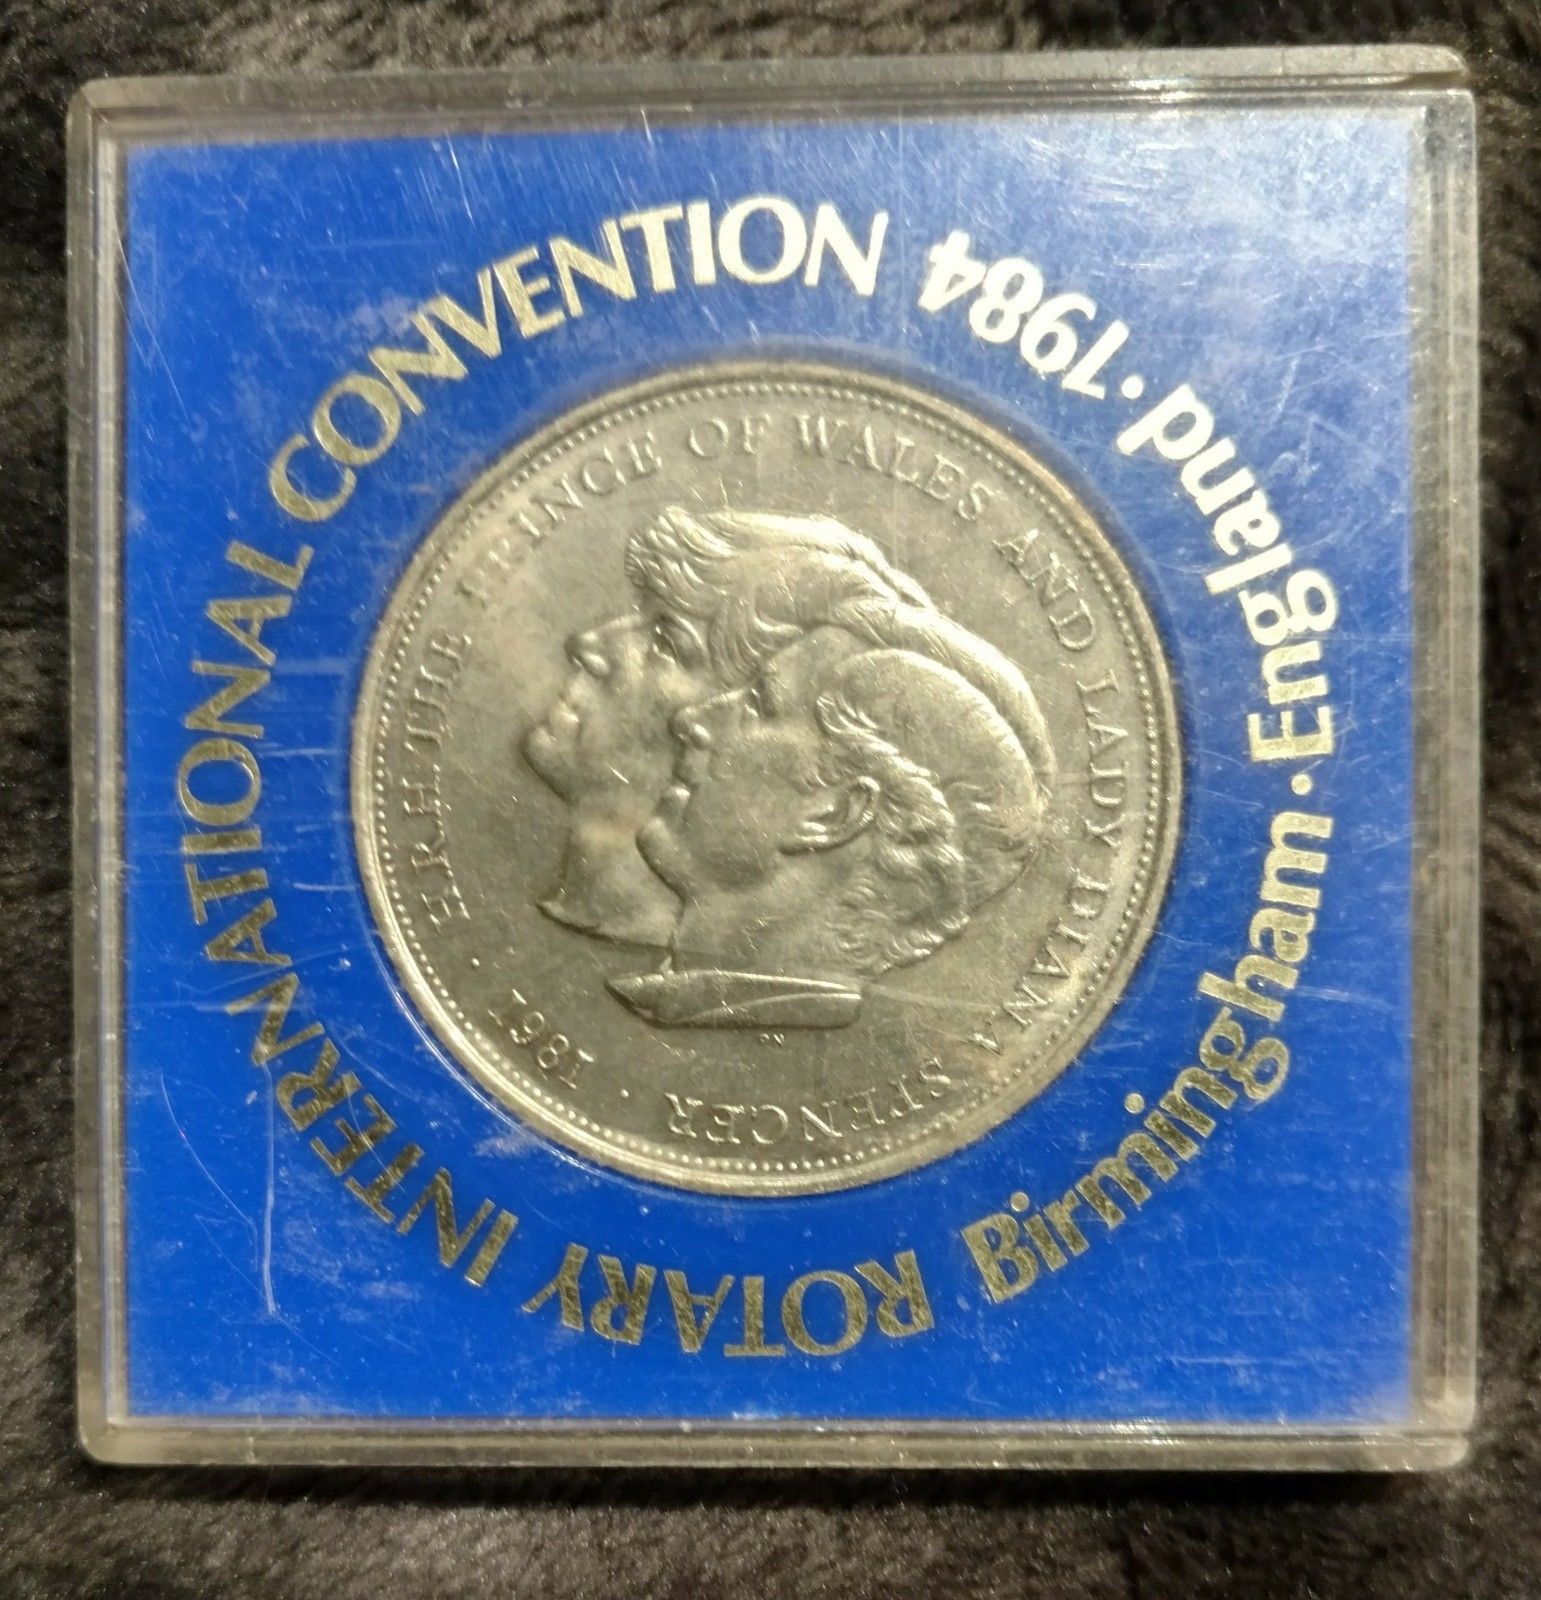 ROTARY INTERNATIONAL CONVENTION
Birmingham · England · 1984
H.R.H. THE PRINCE OF WALES AND LADY DIANA SPENCER
· 1981 ·